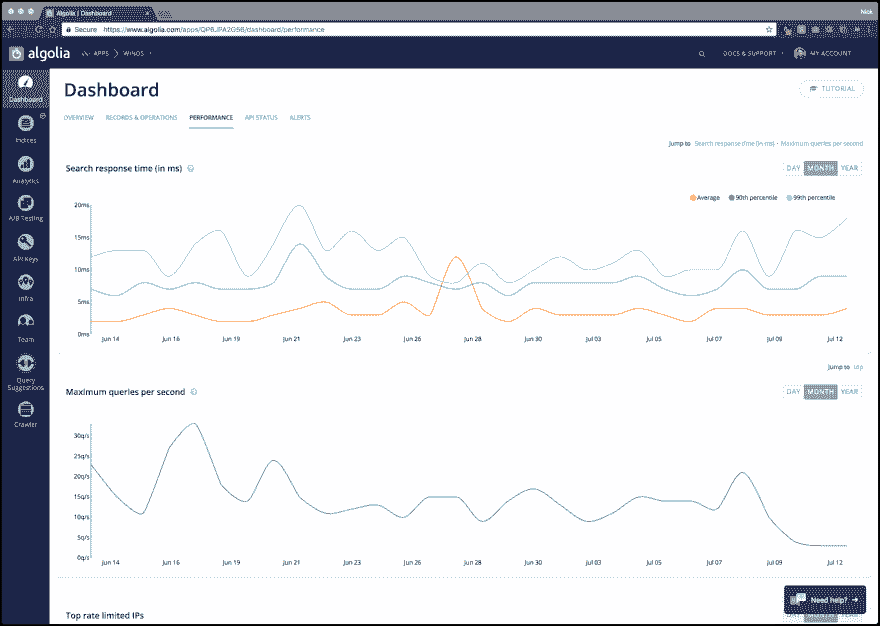 Algolia | Dashboard
Nick
Secure https://www.algolia.com/apps/QP6JPA2G56/dashboard/performance
algolia
APPS
WINOS
DOCS & SUPPORT
MY ACCOUNT
Dashboard
Indices
Analytics
A/B Testing
API Keys
Infra
Team
Query
Suggestions
Crawler
Dashboard
TUTORIAL
OVERVIEW RECORDS & OPERATIONS PERFORMANCE API STATUS ALERTS
Jump to Search response time (in ms) • Maximum queries per second
Search response time (in ms)
DAY MONTH YEAR
Average 90th percentile 99th percentile
20ms
15ms
10ms
5ms
0ms
Jun 14 Jun 16 Jun 19 Jun 21 Jun 23 Jun 26 Jun 28 Jun 30 Jul 03 Jul 05 Jul 07 Jul 09 Jul 12
Jump to top
Maximum queries per second
DAY MONTH YEAR
30q/s
25q/s
20q/s
15q/s
10q/s
5q/s
0q/s
Jun 14 Jun 16 Jun 19 Jun 21 Jun 23 Jun 26 Jun 28 Jun 30 Jul 03 Jul 05 Jul 07 Jul 09 Jul 12
Top rate limited IPs
Need help?
DAY MONTH YEAR